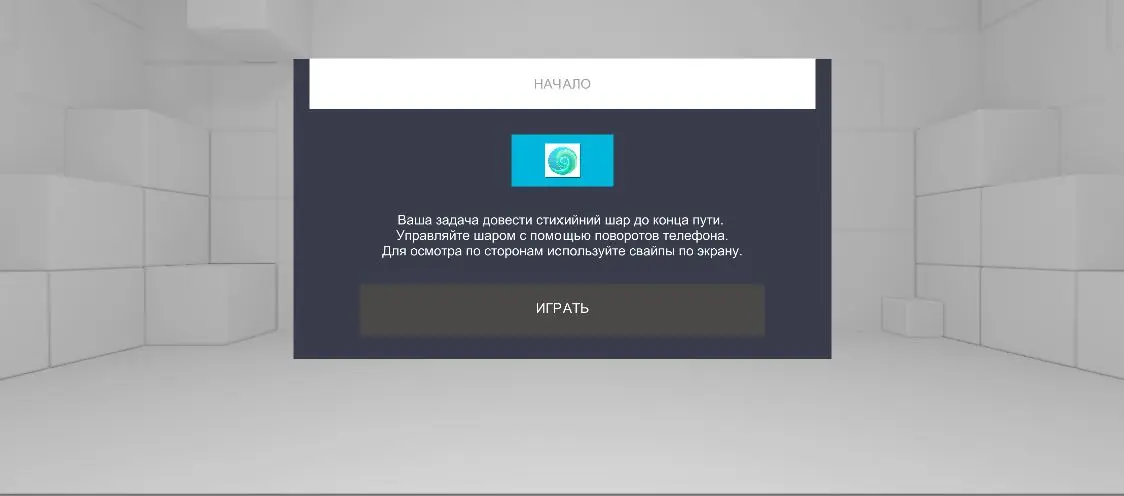 НАЧАЛО
Ваша задача довести стихийний шар до конца пути.
Управляйте шаром с помощью поворотов телефона.
Для осмотра по сторонам используйте свайпы по экрану.
ИГРАТЬ